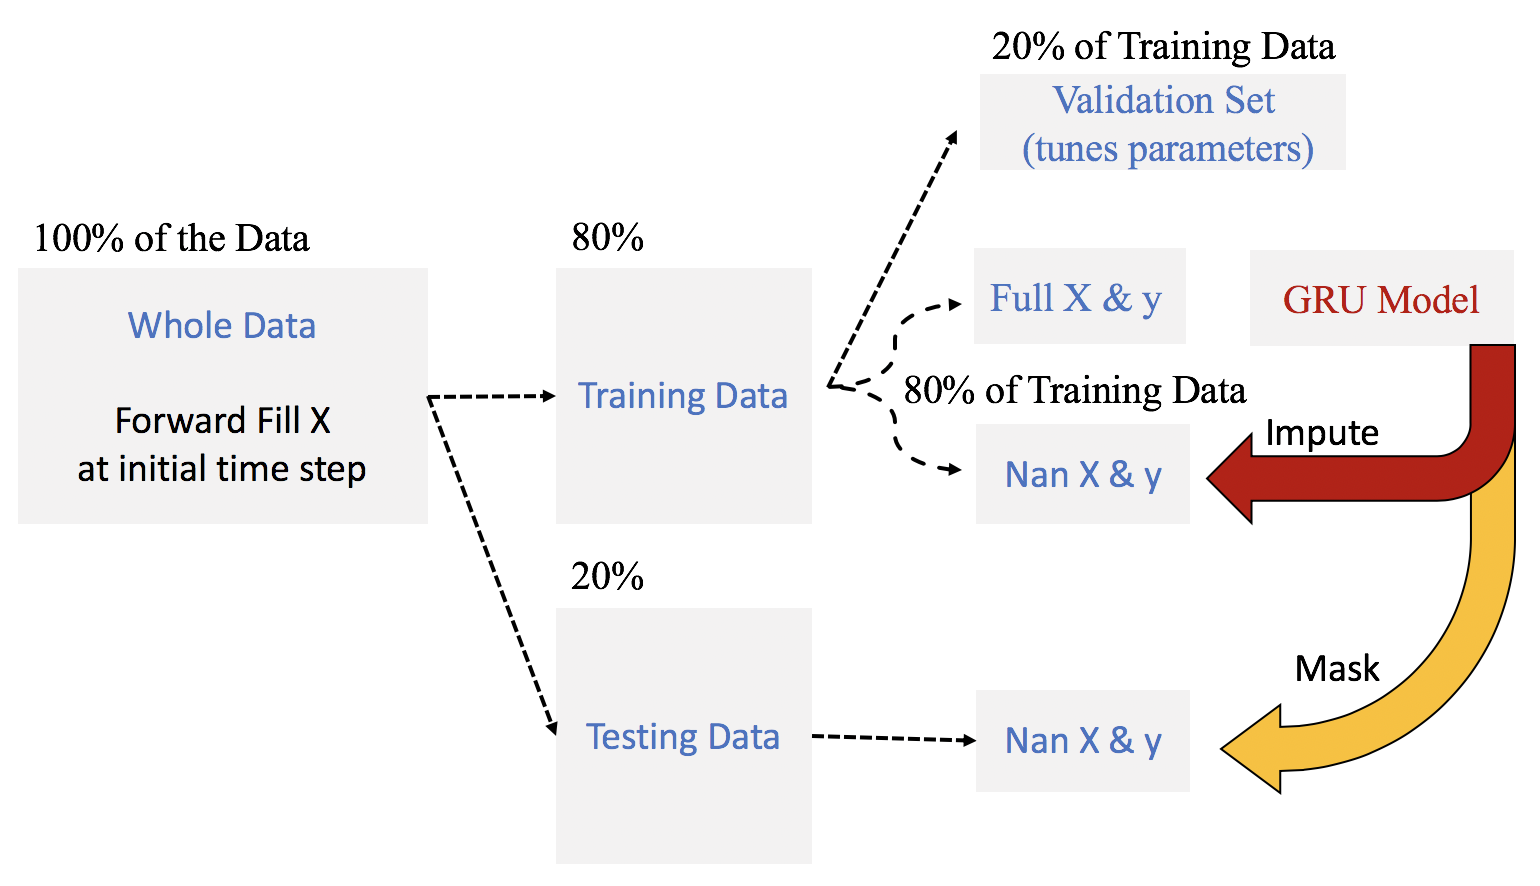 20% of Training Data
Validation Set
(tunes parameters)
100% of the Data
Whole Data
Forward Fill X
at initial time step
80%
Training Data
Full X & y
GRU Model
80% of Training Data
Impute
Nan X & y
20%
Testing Data
Mask
Nan X & y